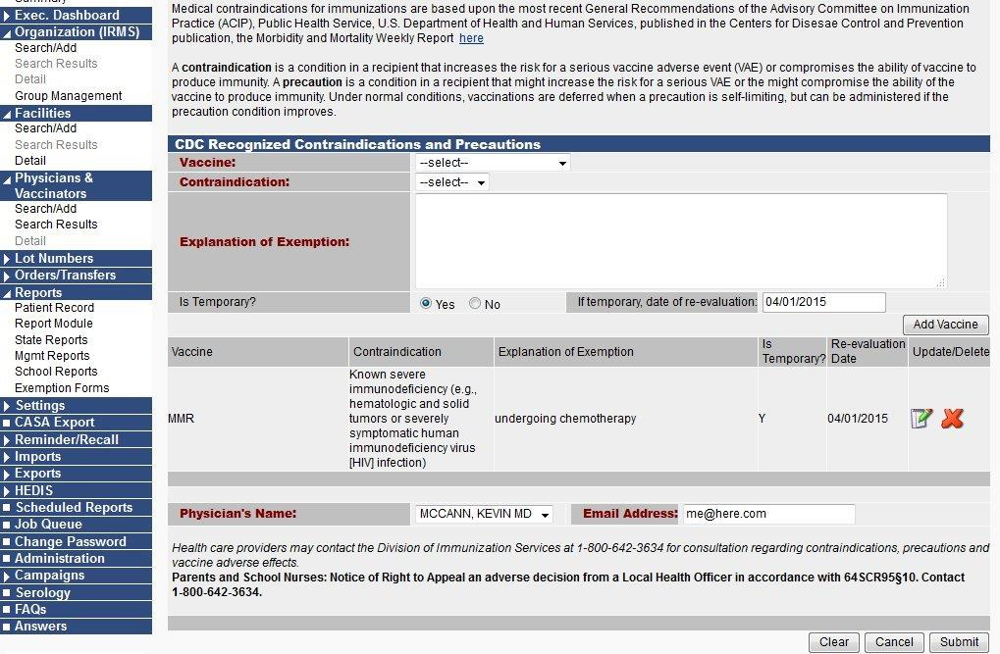 Exec. Dashboard
Organization (IRMS)
Search/Add
Search Results
Detail
Group Management
Facilities
Search/Add
Search Results
Detail
Physicians &
Vaccinators
Search/Add
Search Results
Detail
Lot Numbers
Orders/Transfers
Reports
Patient Record
Report Module
State Reports
Mgmt Reports
School Reports
Exemption Forms
Settings
CASA Export
Reminder/Recall
Imports
Exports
HEDIS
Scheduled Reports
Job Queue
Change Password
Administration
Campaigns
Serology
FAQs
Answers
Medical contraindications for immunizations are based upon the most recent General Recommendations of the Advisory Committee on Immunization
Practice (ACIP), Public Health Service, U.S. Department of Health and Human Services, published in the Centers for Disesae Control and Prevention
publication, the Morbidity and Mortality Weekly Report here
A contraindication is a condition in a recipient that increases the risk for a serious vaccine adverse event (VAE) or compromises the ability of vaccine to
produce immunity. A precaution is a condition in a recipient that might increase the risk for a serious VAE or the might compromise the ability of the
vaccine to produce immunity. Under normal conditions, vaccinations are deferred when a precaution is self-limiting, but can be administered if the
precaution condition improves.
CDC Recognized Contraindications and Precautions
Vaccine: --select--
Contraindication: --select--
Explanation of Exemption:
Is Temporary? Yes No If temporary, date of re-evaluation: 04/01/2015
Add Vaccine
Vaccine Contraindication Explanation of Exemption Is Temporary? Re-evaluation Date Update/Delete
MMR
Known severe
immunodeficiency (e.g.,
hematologic and solid
tumors or severely
symptomatic human
immunodeficiency virus
[HIV] infection)
undergoing chemotherapy
Y
04/01/2015
Physician's Name: MCCANN, KEVIN MD Email Address: me@here.com
Health care providers may contact the Division of Immunization Services at 1-800-642-3634 for consultation regarding contraindications, precautions and
vaccine adverse effects.
Parents and School Nurses: Notice of Right to Appeal an adverse decision from a Local Health Officer in accordance with 64SCR95§10. Contact
1-800-642-3634.
Clear Cancel Submit